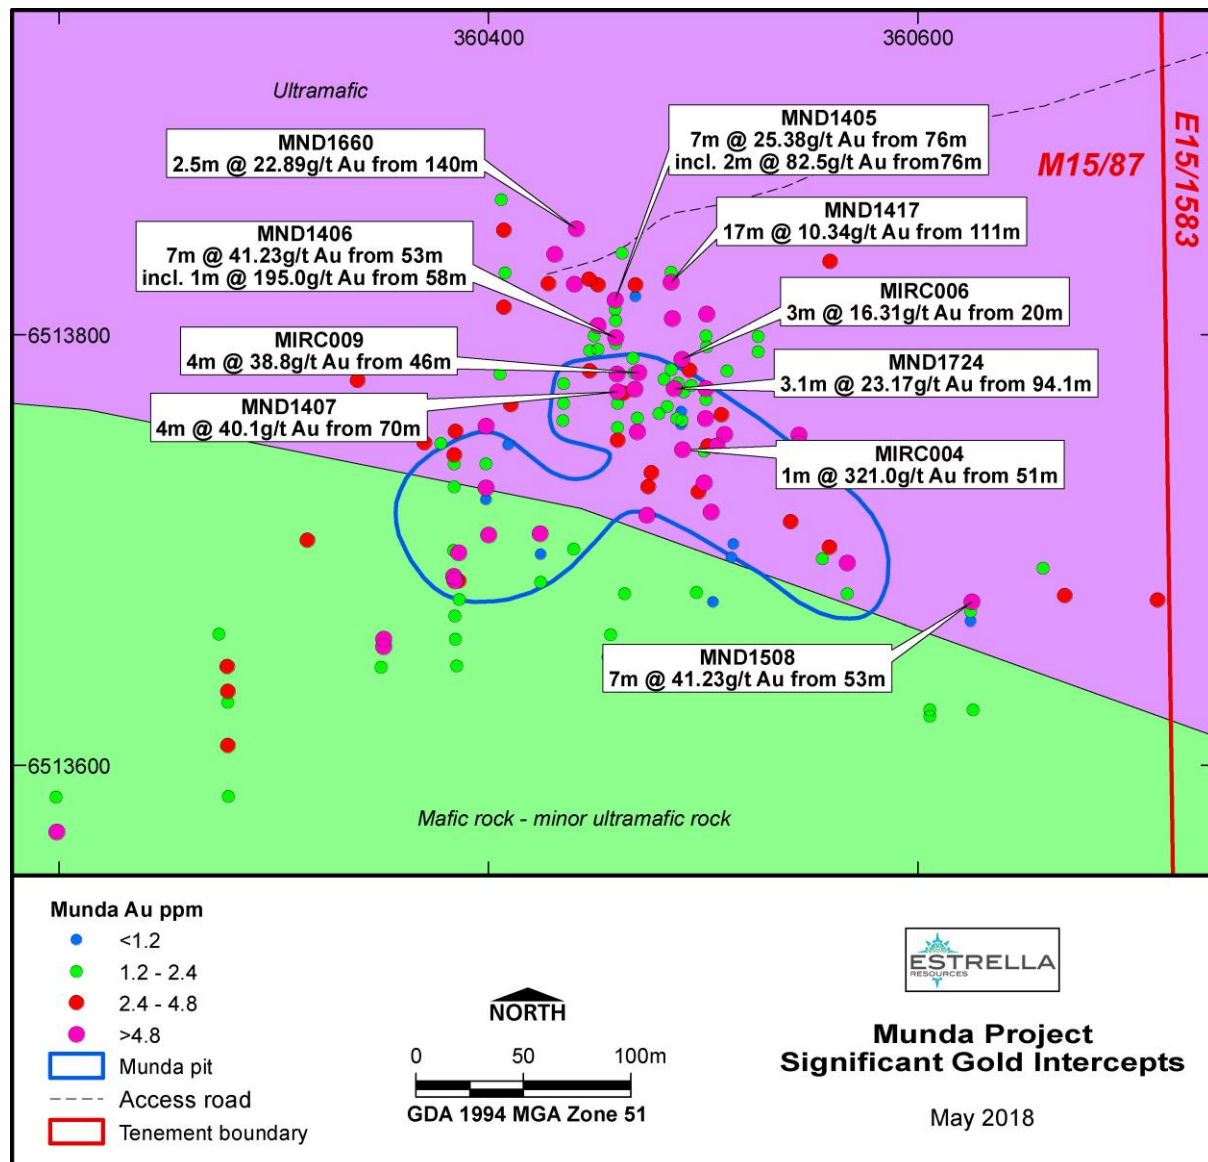 360400
360600
Ultramafic
MND1660
2.5m @ 22.89g/t Au from 140m
MND1405
7m @ 25.38g/t Au from 76m
incl. 2m @ 82.5g/t Au from76m
M15/87
E15/1583
MND1406
7m @ 41.23g/t Au from 53m
incl. 1m @ 195.0g/t Au from 58m
MND1417
17m @ 10.34g/t Au from 111m
6513800
MIRC006
3m @ 16.31g/t Au from 20m
MIRC009
4m @ 38.8g/t Au from 46m
MND1724
3.1m @ 23.17g/t Au from 94.1m
MND1407
4m @ 40.1g/t Au from 70m
MIRC004
1m @ 321.0g/t Au from 51m
MND1508
7m @ 41.23g/t Au from 53m
6513600
Mafic rock - minor ultramafic rock
Munda Au ppm
<1.2
1.2 - 2.4
2.4 - 4.8
>4.8
Munda pit
Access road
Tenement boundary
NORTH
0 50 100m
GDA 1994 MGA Zone 51
ESTRELLA
RESOURCES
Munda Project
Significant Gold Intercepts
May 2018